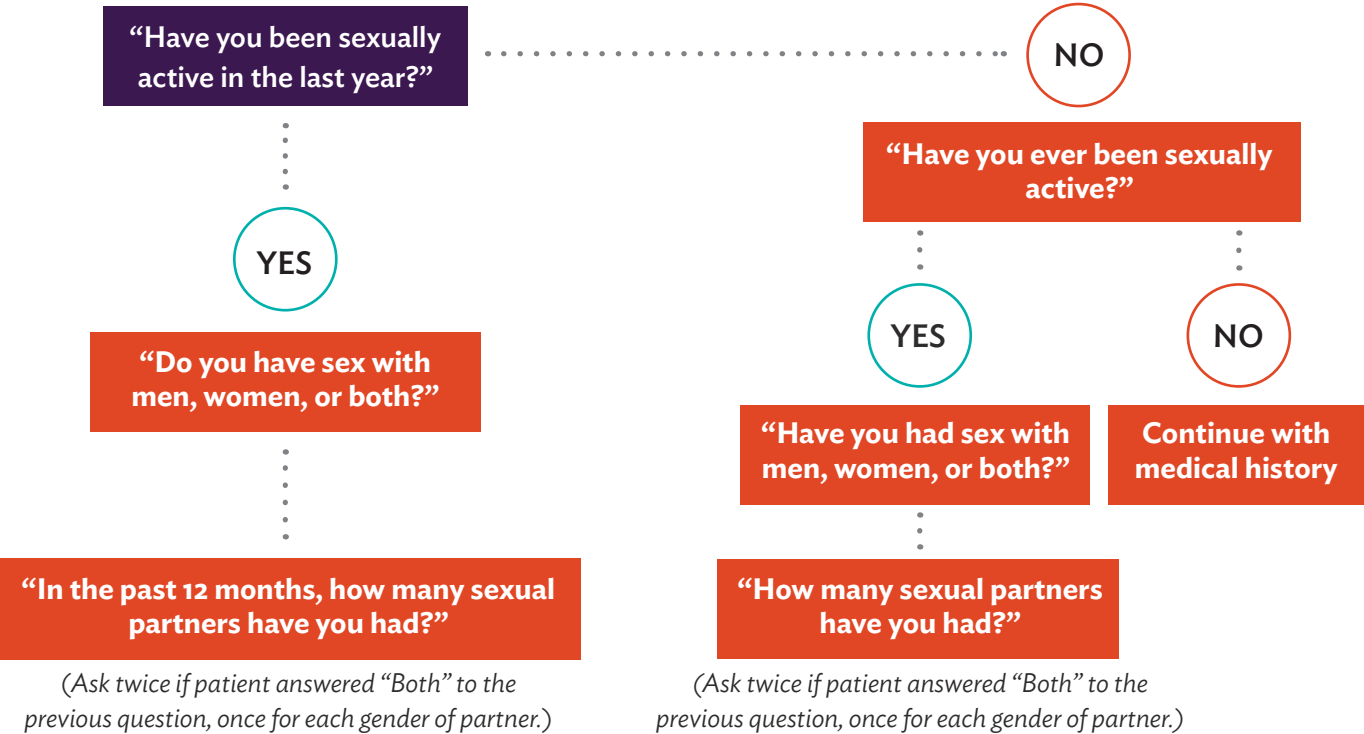 “Have you been sexually
active in the last year?”
NO
“Have you ever been sexually
active?”
YES
YES
NO
“Do you have sex with
men, women, or both?”
“Have you had sex with
men, women, or both?”
Continue with
medical history
“In the past 12 months, how many sexual
partners have you had?”
“How many sexual partners
have you had?”
(Ask twice if patient answered “Both” to the
previous question, once for each gender of partner.)
(Ask twice if patient answered “Both” to the
previous question, once for each gender of partner.)